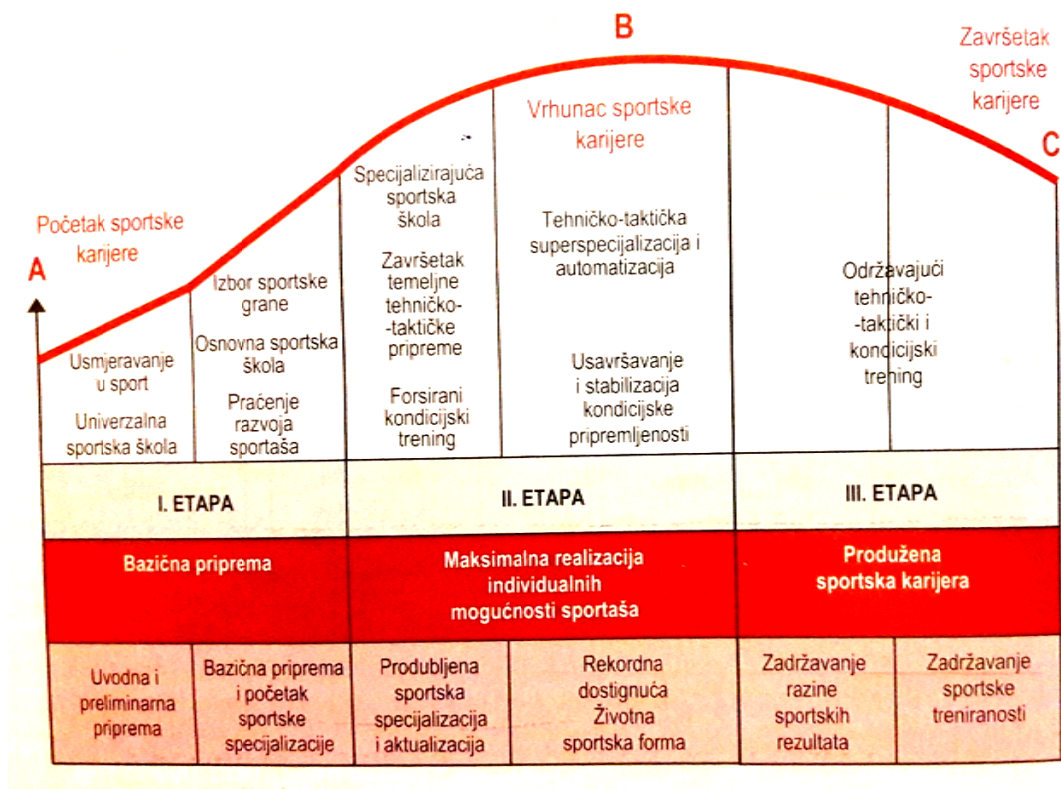 B
Završetak
sportske
karijere
C
Vrhunac sportske
karijere
Početak sportske
karijere
A
Usmjeravanje
u sport
Univerzalna
sportska škola
Izbor sportske
grane
Osnovna sportska
škola
Praćenje
razvoja
sportaša
Specijalizirajuća
sportska
škola
Završetak
temeljne
tehničko-
-taktičke
pripreme
Forsirani
kondicijski
trening
Tehničko-taktička
superspecijalizacija i
automatizacija
Usavršavanje
i stabilizacija
kondicijske
pripremljenosti
Održavajući
tehničko-
-taktički i
kondicijski
trening
I. ETAPA
II. ETAPA
III. ETAPA
Bazična priprema
Maksimalna realizacija
individualnih
mogućnosti sportaša
Produžena
sportska karijera
Uvodna i
preliminarna
priprema
Bazična priprema
i početak
sportske
specijalizacije
Produbljena
sportska
specijalizacija
i aktualizacija
Rekordna
dostignuća
Životna
sportska forma
Zadržavanje
razine
sportskih
rezultata
Zadržavanje
sportske
treniranosti